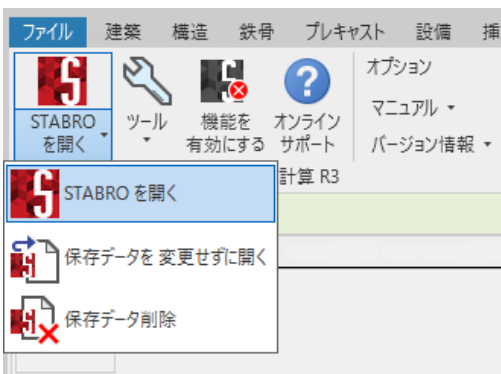 ファイル 建築 構造 鉄骨 プレキャスト 設備 挿
STABRO
を開く
ツール
機能を
有効にする
オンライン
サポート
オプション
マニュアル
バージョン情報
計算 R3
STABRO を開く
保存データを 変更せずに開く
保存データ削除